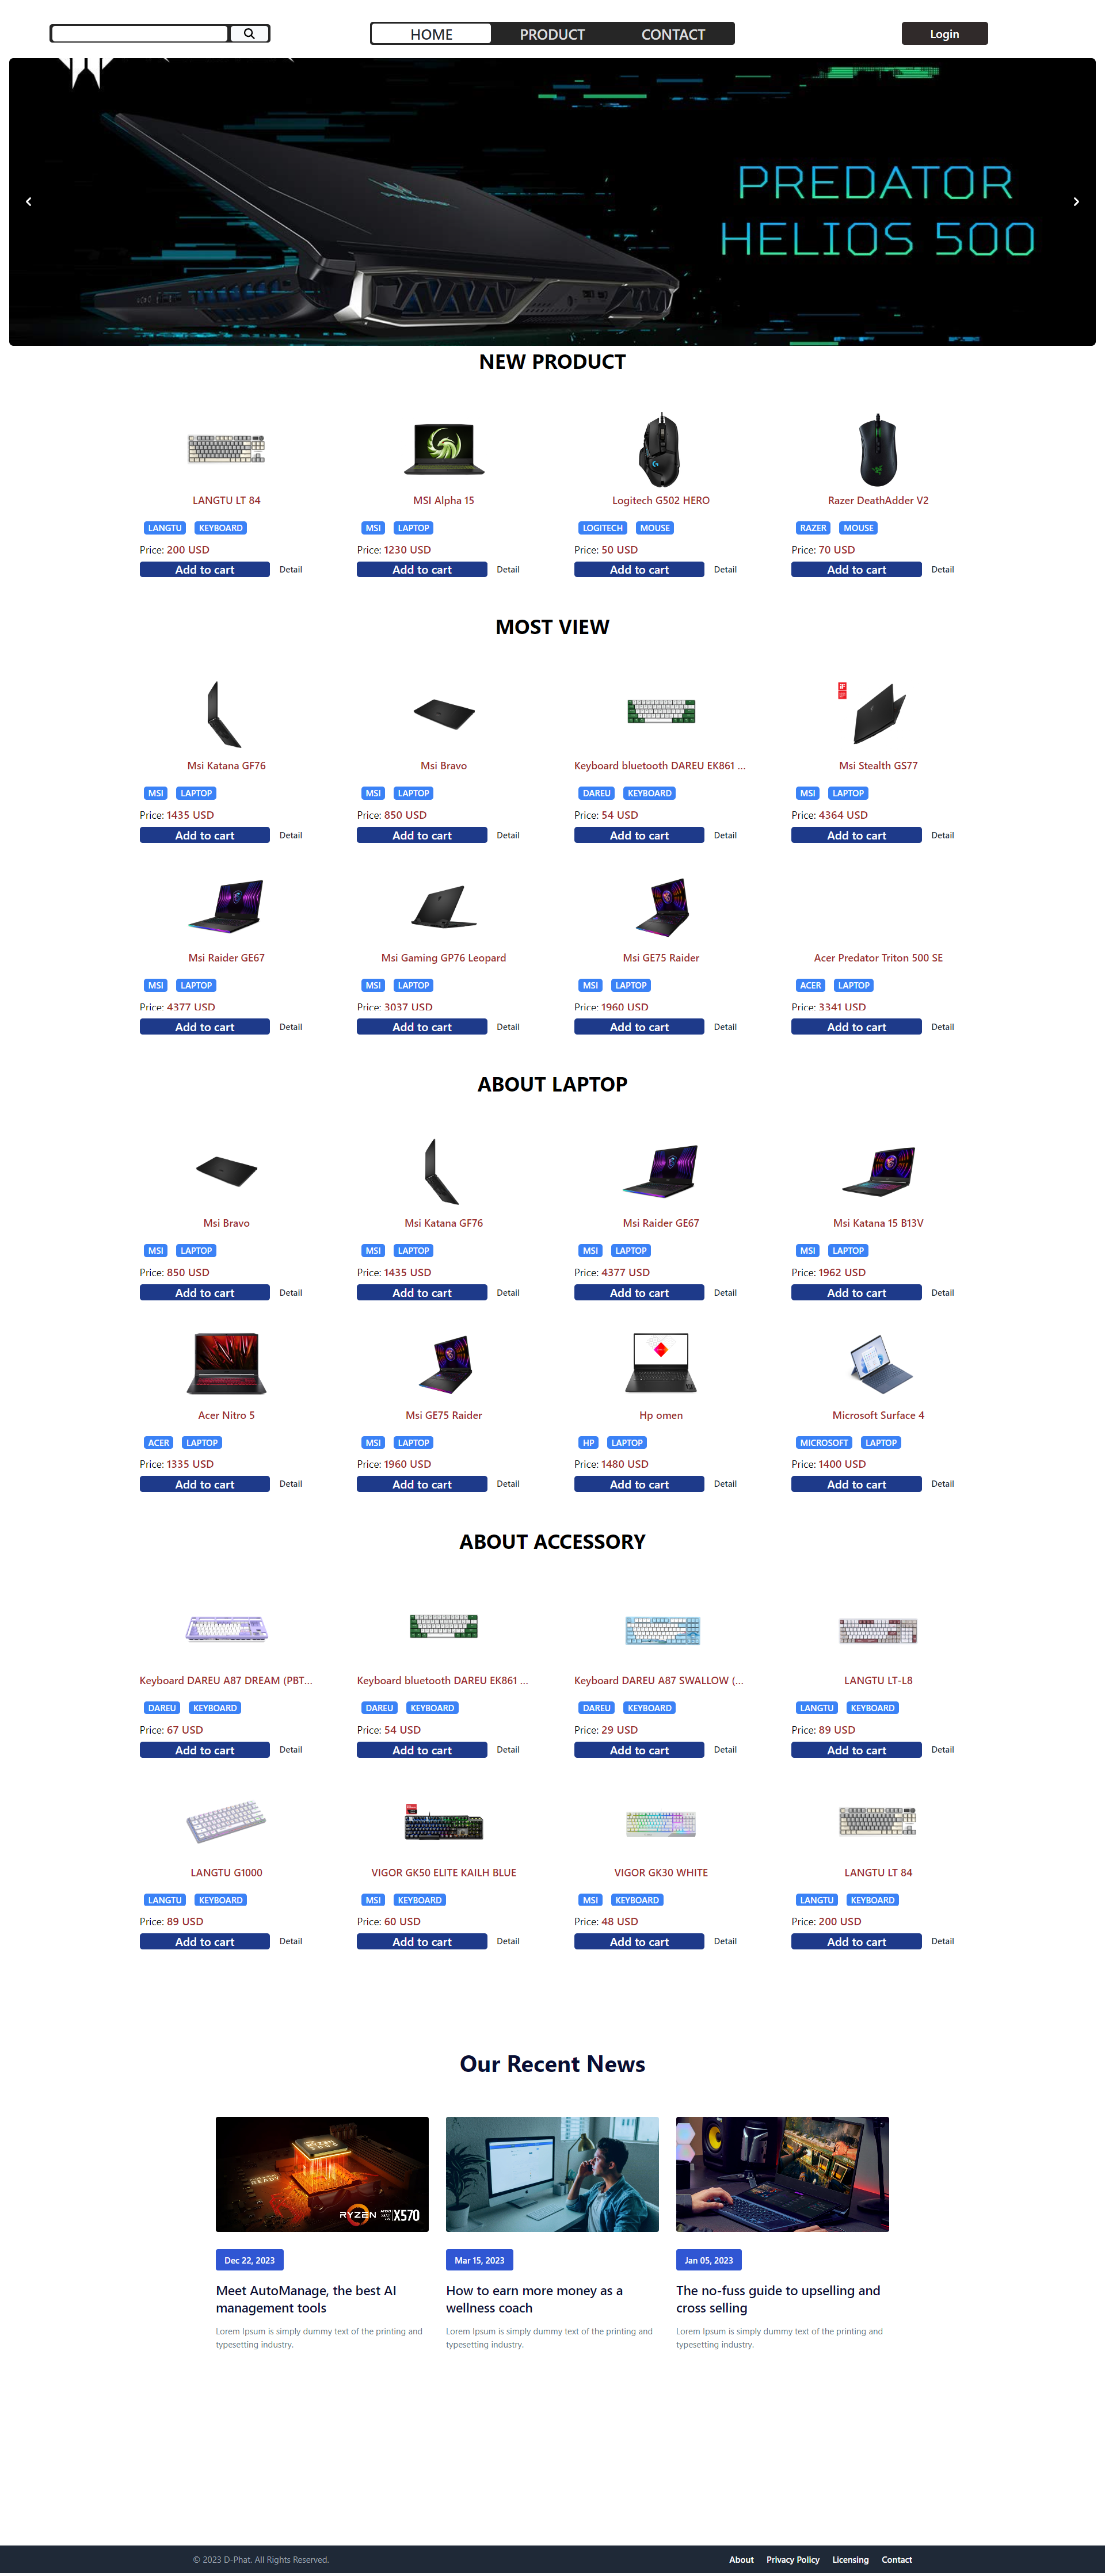 HOME PRODUCT CONTACT Login
PREDATOR
HELIOS 500
NEW PRODUCT
LANGTU LT 84 MSI Alpha 15 Logitech G502 HERO Razer DeathAdder V2
LANGTU KEYBOARD MSI LAPTOP LOGITECH MOUSE RAZER MOUSE
Price: 200 USD Price: 1230 USD Price: 50 USD Price: 70 USD
Add to cart Detail Add to cart Detail Add to cart Detail Add to cart Detail
MOST VIEW
Msi Katana GF76 Msi Bravo Keyboard bluetooth DAREU EK861 ... Msi Stealth GS77
MSI LAPTOP MSI LAPTOP DAREU KEYBOARD MSI LAPTOP
Price: 1435 USD Price: 850 USD Price: 54 USD Price: 4364 USD
Add to cart Detail Add to cart Detail Add to cart Detail Add to cart Detail
Msi Raider GE67 Msi Gaming GP76 Leopard Msi GE75 Raider Acer Predator Triton 500 SE
MSI LAPTOP MSI LAPTOP MSI LAPTOP ACER LAPTOP
Price: 4377 USD Price: 3037 USD Price: 1960 USD Price: 3341 USD
Add to cart Detail Add to cart Detail Add to cart Detail Add to cart Detail
ABOUT LAPTOP
Msi Bravo Msi Katana GF76 Msi Raider GE67 Msi Katana 15 B13V
MSI LAPTOP MSI LAPTOP MSI LAPTOP MSI LAPTOP
Price: 850 USD Price: 1435 USD Price: 4377 USD Price: 1962 USD
Add to cart Detail Add to cart Detail Add to cart Detail Add to cart Detail
Acer Nitro 5 Msi GE75 Raider Hp omen Microsoft Surface 4
ACER LAPTOP MSI LAPTOP HP LAPTOP MICROSOFT LAPTOP
Price: 1335 USD Price: 1960 USD Price: 1480 USD Price: 1400 USD
Add to cart Detail Add to cart Detail Add to cart Detail Add to cart Detail
ABOUT ACCESSORY
Keyboard DAREU A87 DREAM (PBT... Keyboard bluetooth DAREU EK861 ... Keyboard DAREU A87 SWALLOW (... LANGTU LT-L8
DAREU KEYBOARD DAREU KEYBOARD DAREU KEYBOARD LANGTU KEYBOARD
Price: 67 USD Price: 54 USD Price: 29 USD Price: 89 USD
Add to cart Detail Add to cart Detail Add to cart Detail Add to cart Detail
LANGTU G1000 VIGOR GK50 ELITE KAILH BLUE VIGOR GK30 WHITE LANGTU LT 84
LANGTU KEYBOARD MSI KEYBOARD MSI KEYBOARD LANGTU KEYBOARD
Price: 89 USD Price: 60 USD Price: 48 USD Price: 200 USD
Add to cart Detail Add to cart Detail Add to cart Detail Add to cart Detail
Our Recent News
RYZEN X570
Dec 22, 2023 Mar 15, 2023 Jan 05, 2023
Meet AutoManage, the best AI How to earn more money as a The no-fuss guide to upselling and
management tools wellness coach cross selling
Lorem Ipsum is simply dummy text of the printing and Lorem Ipsum is simply dummy text of the printing and Lorem Ipsum is simply dummy text of the printing and
typesetting industry. typesetting industry. typesetting industry.
© 2023 D-Phat. All Rights Reserved. About Privacy Policy Licensing Contact